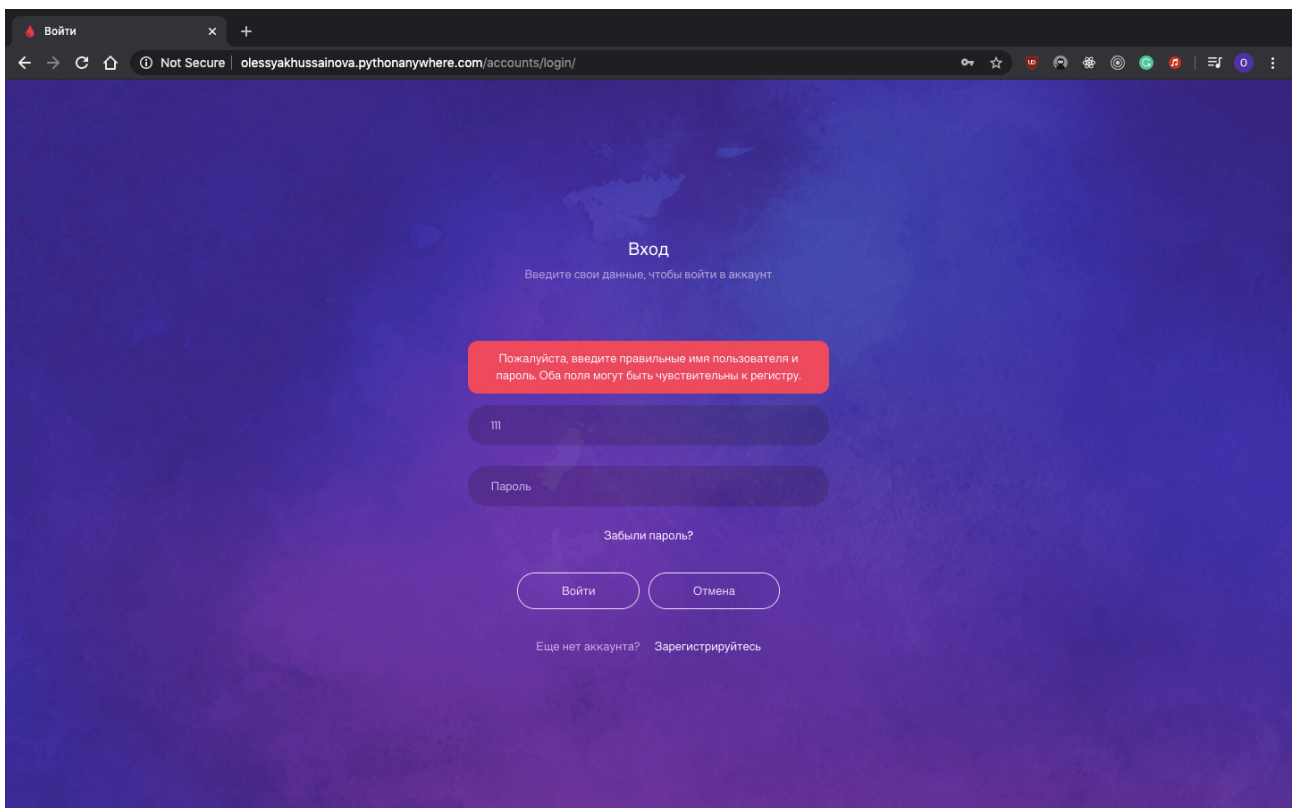 Войти
Not Secure
olessyakhussainova.pythonanywhere.com/accounts/login/
UD
O
Вход
Введите свои данные, чтобы войти в аккаунт
Пожалуйста, введите правильные имя пользователя и
пароль. Оба поля могут быть чувствительны к регистру.
111
Пароль
Забыли пароль?
Войти Отмена
Еще нет аккаунта? Зарегистрируйтесь